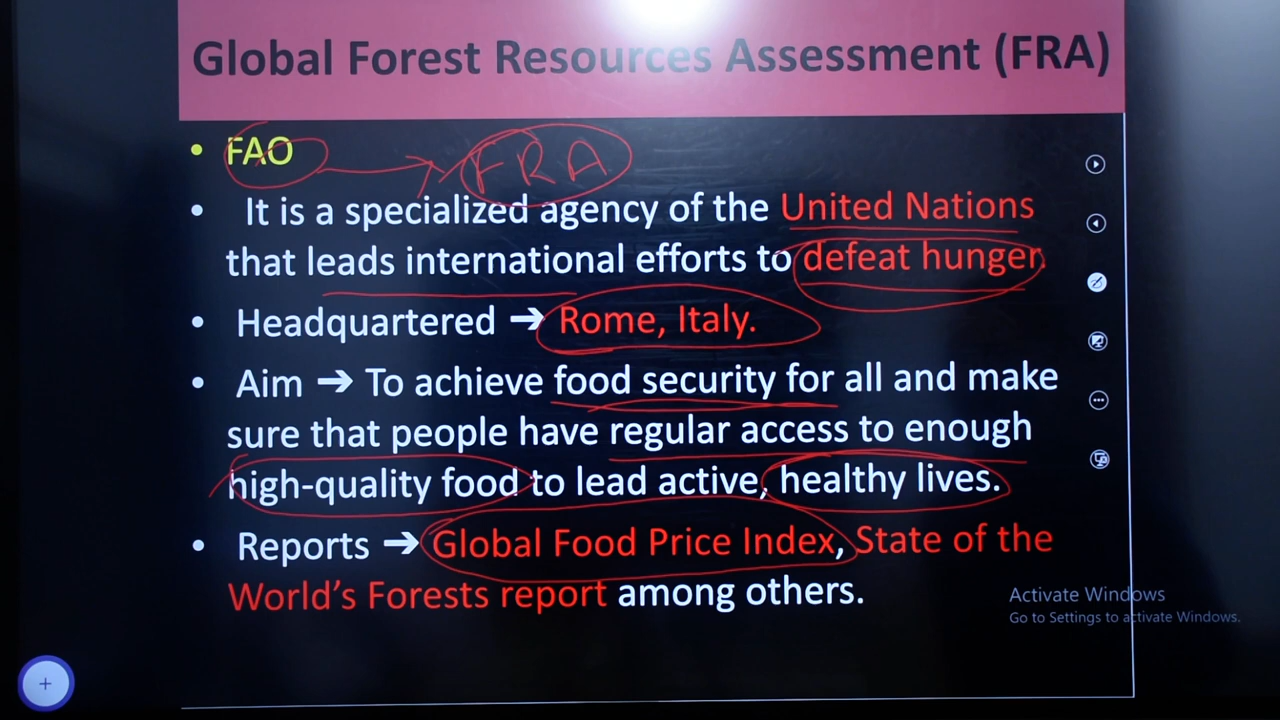 Global Forest Resources Assessment (FRA)
• FAO → FRA
• It is a specialized agency of the United Nations
that leads international efforts to defeat hunger
• Headquartered ➔ Rome, Italy.
• Aim ➔ To achieve food security for all and make
sure that people have regular access to enough
high-quality food to lead active, healthy lives.
• Reports ➔ Global Food Price Index, State of the
World's Forests report among others.
Activate Windows
Go to Settings to activate Windows.